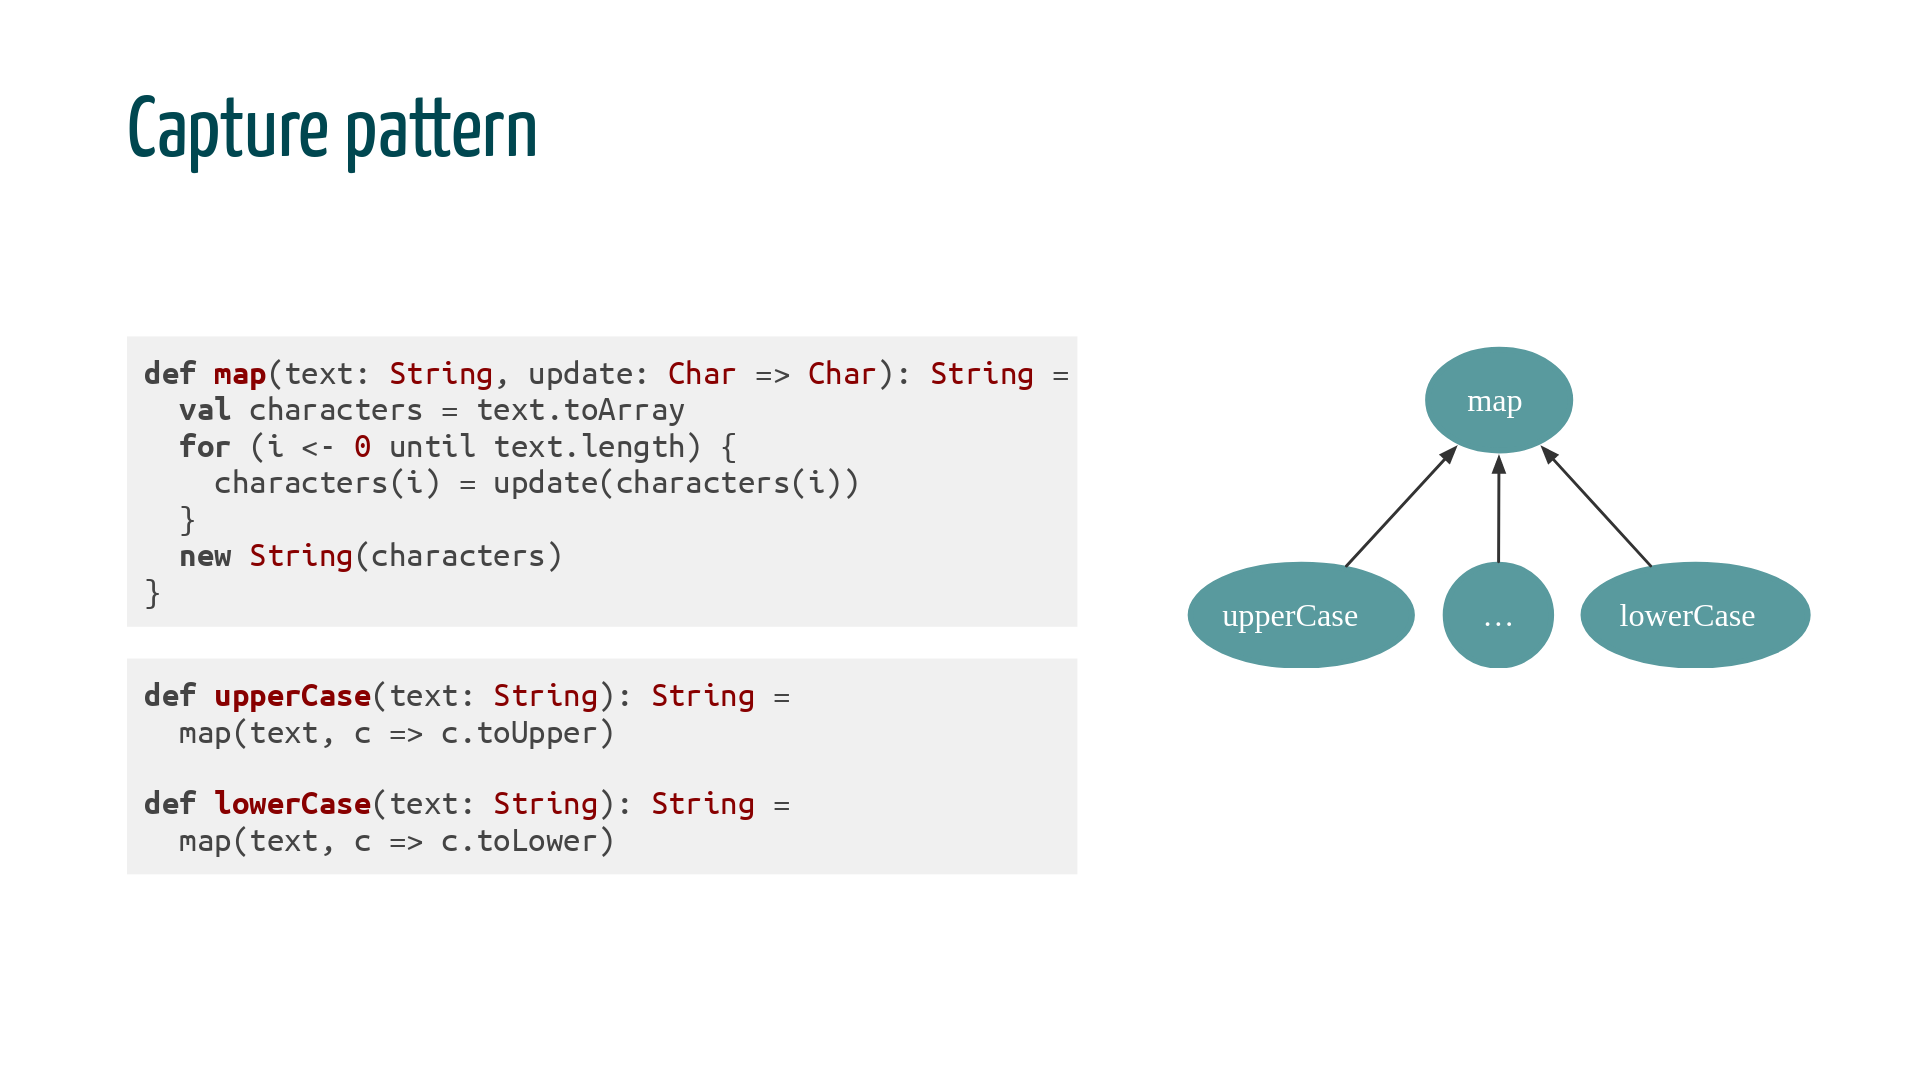 Capture pattern
def map(text: String, update: Char => Char): String =
  val characters = text.toArray
  for (i <- 0 until text.length) {
    characters(i) = update(characters(i))
  }
  new String(characters)
}
def upperCase(text: String): String =
  map(text, c => c.toUpper)
def lowerCase(text: String): String =
  map(text, c => c.toLower)
map
upperCase
…
lowerCase